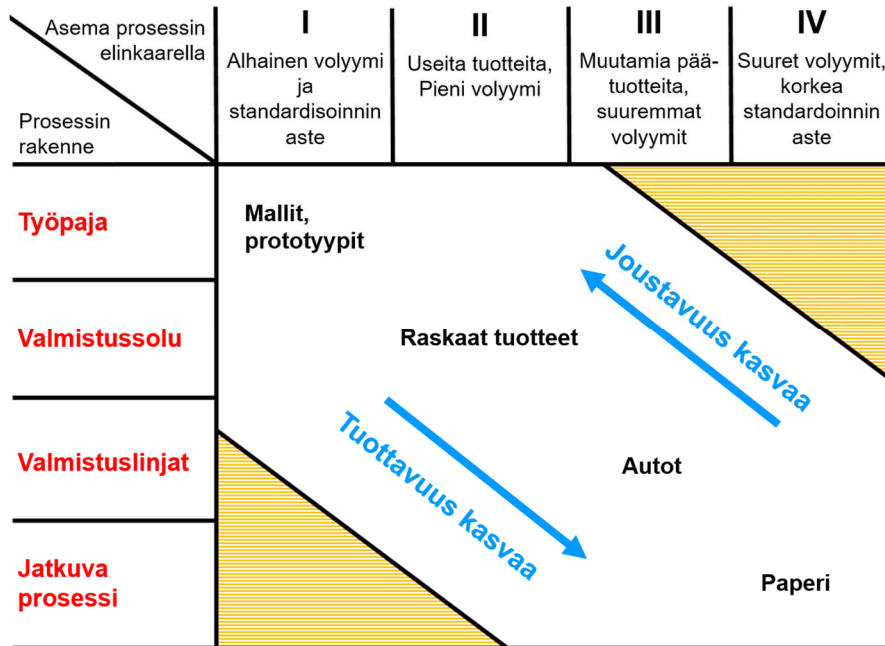 Asema prosessin
elinkaarella
Prosessin
rakenne
I
Alhainen volyymi
ja
standardisoinnin
aste
II
Useita tuotteita,
Pieni volyymi
III
Muutamia pää-
tuotteita,
suuremmat
volyymit
IV
Suuret volyymit,
korkea
standardoinnin
aste
Työpaja
Mallit,
prototyypit
Joustavuus kasvaa
Valmistussolu
Raskaat tuotteet
Valmistuslinjat
Tuottavuus kasvaa
Autot
Jatkuva
prosessi
Paperi